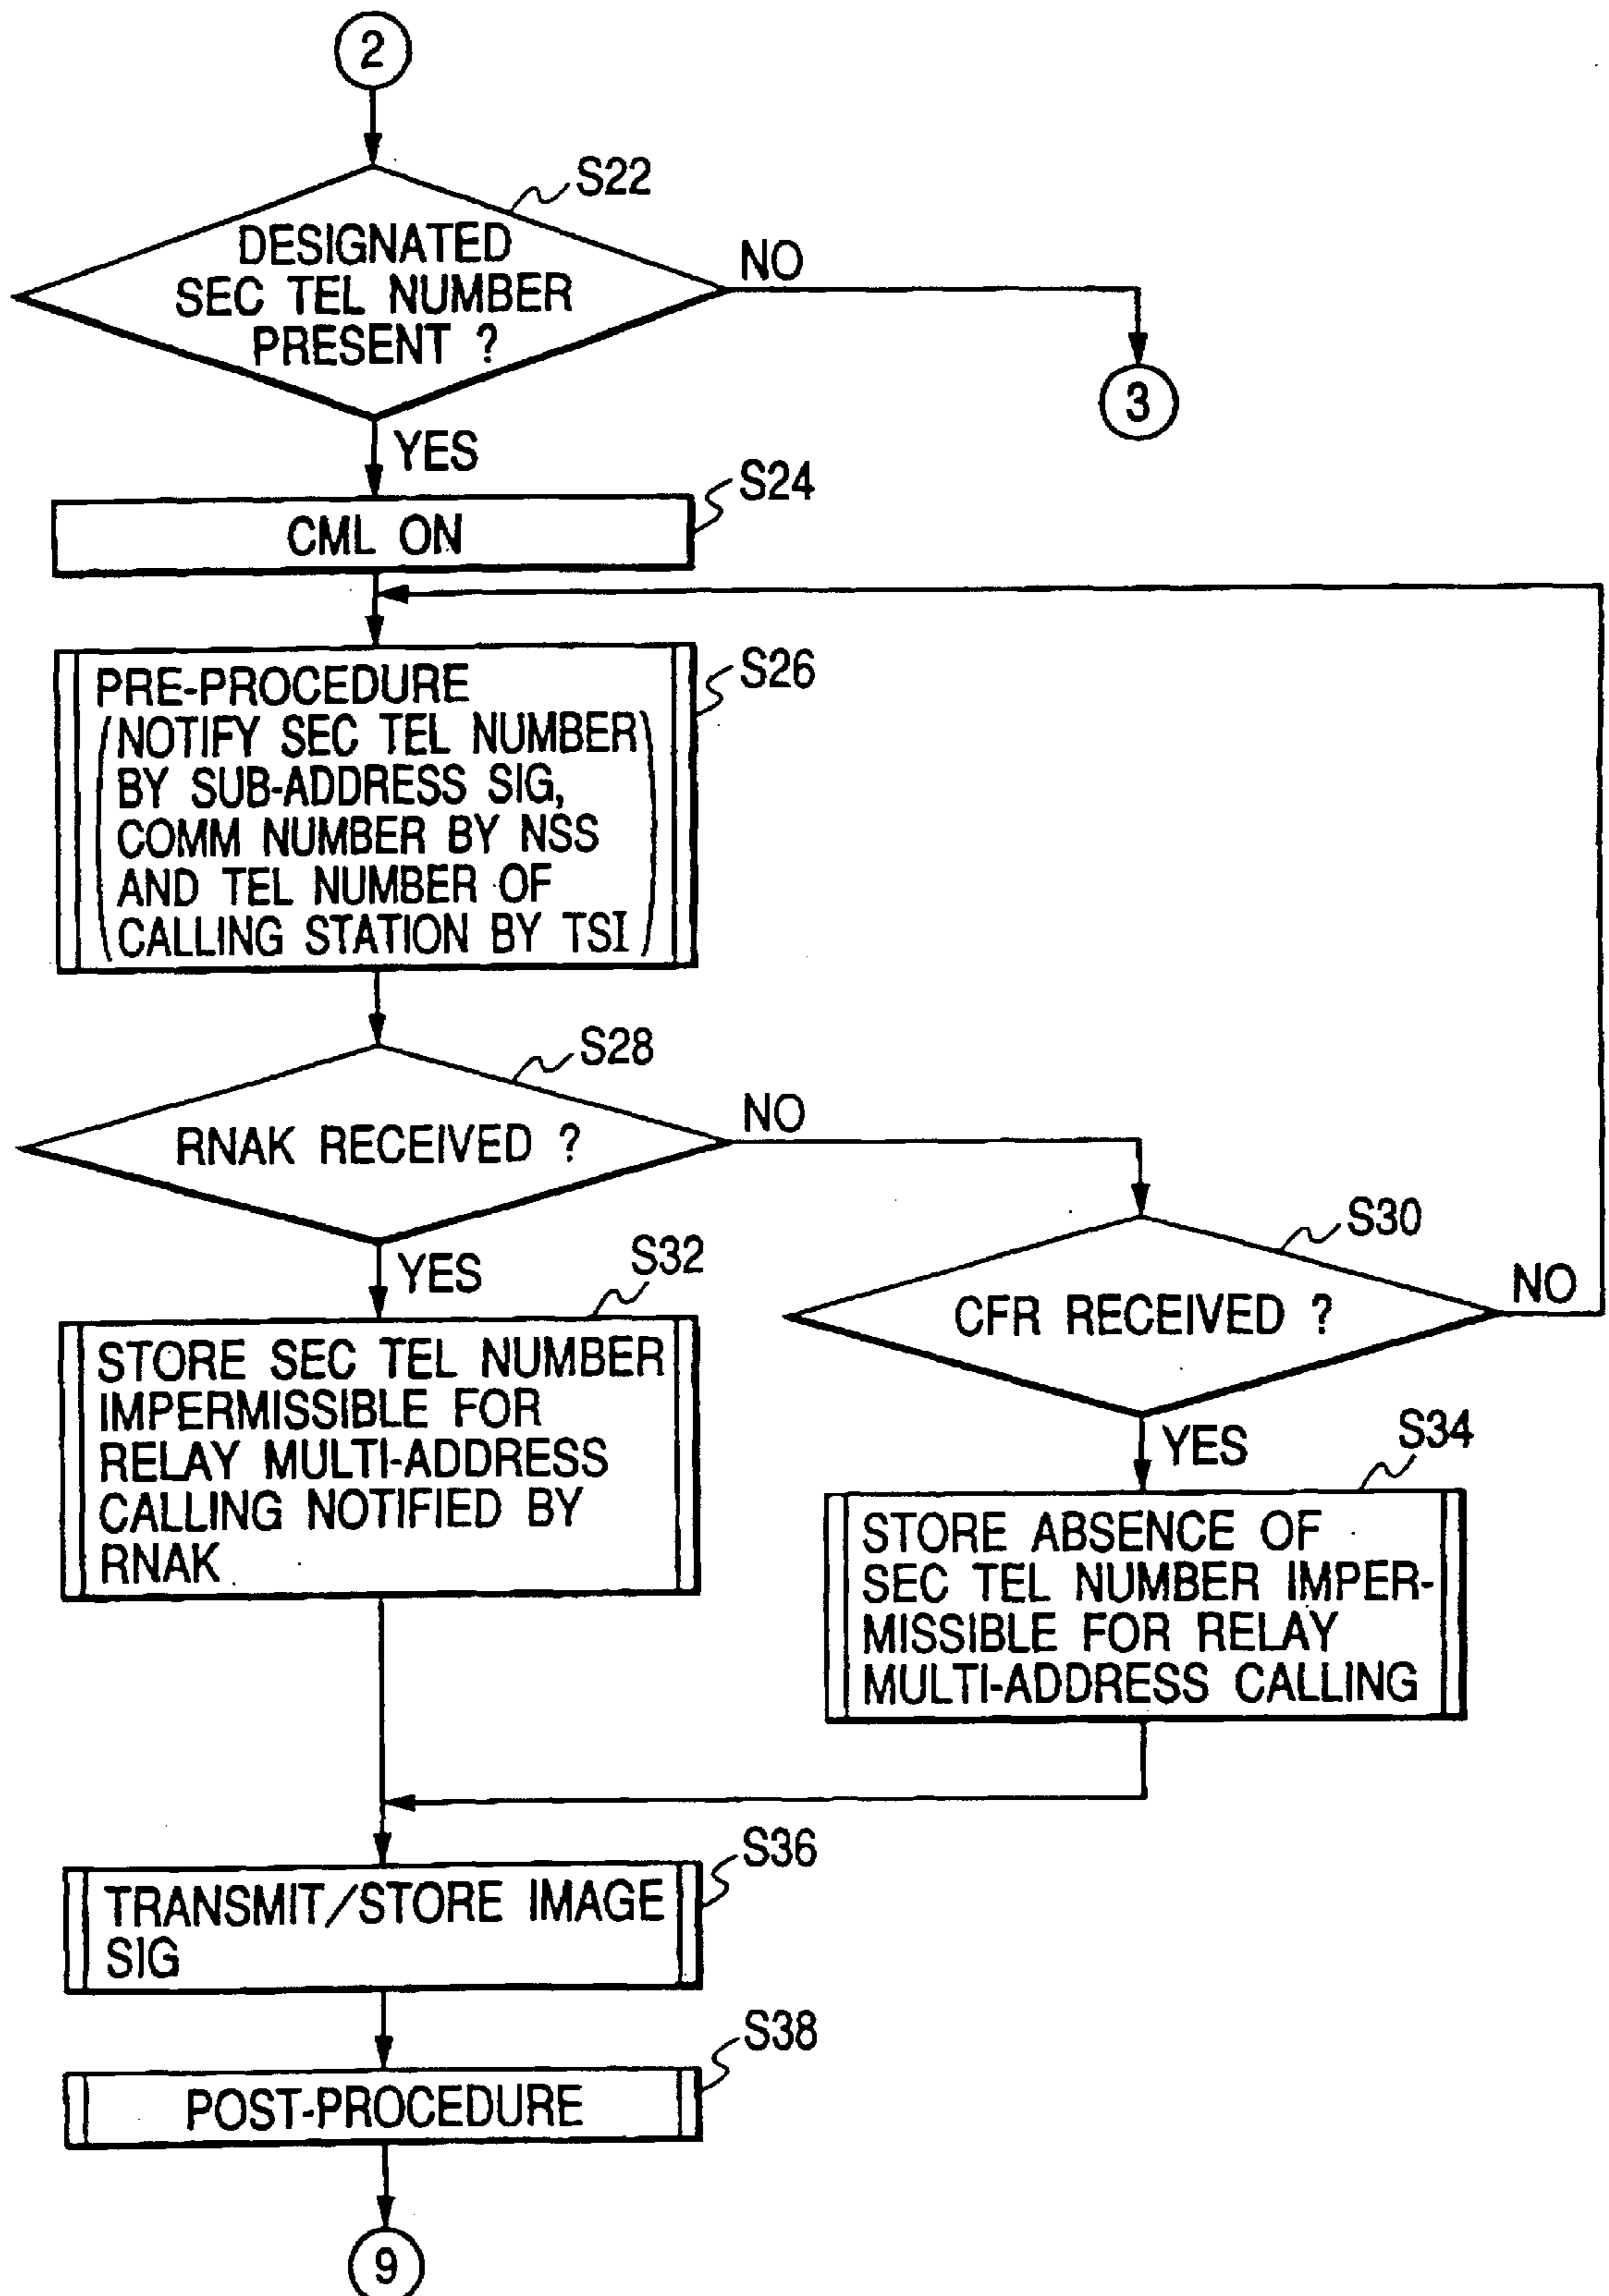 2
S22
DESIGNATED
SEC TEL NUMBER
PRESENT ?
NO
3
YES
S24
CML ON
S26
PRE-PROCEDURE
(NOTIFY SEC TEL NUMBER
BY SUB-ADDRESS SIG,
COMM NUMBER BY NSS
AND TEL NUMBER OF
CALLING STATION BY TSI)
S28
RNAK RECEIVED ?
NO
YES
S30
CFR RECEIVED ?
NO
YES
S32
STORE SEC TEL NUMBER
IMPERMISSIBLE FOR
RELAY MULTI-ADDRESS
CALLING NOTIFIED BY
RNAK
S34
STORE ABSENCE OF
SEC TEL NUMBER IMPER-
MISSIBLE FOR RELAY
MULTI-ADDRESS CALLING
S36
TRANSMIT/STORE IMAGE
SIG
S38
POST-PROCEDURE
9